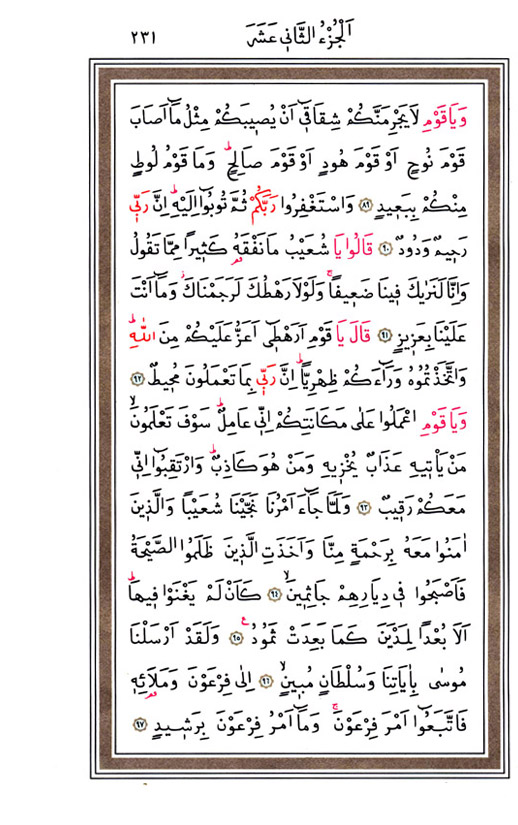 اَلْجُزْءُ الثَّانٖي عَشَرَ ٢٣١
وَيَا قَوْمِ لَا يَجْرِمَنَّكُمْ شِقَاقٖٓي اَنْ يُصٖيبَكُمْ مِثْلُ مَٓا اَصَابَ
قَوْمَ نُوحٍ اَوْ قَوْمَ هُودٍ اَوْ قَوْمَ صَالِحٍؕ وَمَا قَوْمُ لُوطٍ
مِنْكُمْ بِبَعٖيدٍ ﴿٨٩﴾ وَاسْتَغْفِرُوا رَبَّكُمْ ثُمَّ تُوبُٓوا اِلَيْهِؕ اِنَّ رَبّٖي
رَحٖيمٌ وَدُودٌ ﴿٩٠﴾ قَالُوا يَا شُعَيْبُ مَا نَفْقَهُ كَثٖيرًا مِمَّا تَقُولُ
وَاِنَّا لَنَرٰيكَ فٖينَا ضَعٖيفًاۚ وَلَوْلَا رَهْطُكَ لَرَجَمْنَاكَؗ وَمَٓا اَنْتَ
عَلَيْنَا بِعَزٖيزٍ ﴿٩١﴾ قَالَ يَا قَوْمِ اَرَهْطٖٓي اَعَزُّ عَلَيْكُمْ مِنَ اللّٰهِؕ
وَاتَّخَذْتُمُوهُ وَرَٓاءَكُمْ ظِهْرِيًّاؕ اِنَّ رَبّٖي بِمَا تَعْمَلُونَ مُحٖيطٌ ﴿٩٢﴾
وَيَا قَوْمِ اعْمَلُوا عَلٰى مَكَانَتِكُمْ اِنّٖي عَامِلٌؕ سَوْفَ تَعْلَمُونَۙ
مَنْ يَأْتٖيهِ عَذَابٌ يُخْزٖيهِ وَمَنْ هُوَ كَاذِبٌؕ وَارْتَقِبُٓوا اِنّٖي
مَعَكُمْ رَقٖيبٌ ﴿٩٣﴾ وَلَمَّا جَٓاءَ اَمْرُنَا نَجَّيْنَا شُعَيْبًا وَالَّذٖينَ
اٰمَنُوا مَعَهُ بِرَحْمَةٍ مِنَّا وَاَخَذَتِ الَّذٖينَ ظَلَمُوا الصَّيْحَةُ
فَاَصْبَحُوا فٖي دِيَارِهِمْ جَاثِمٖينَۙ ﴿٩٤﴾ كَاَنْ لَمْ يَغْنَوْا فٖيهَاؕ
اَلَا بُعْدًا لِمَدْيَنَ كَمَا بَعِدَتْ ثَمُودُࣖ ﴿٩٥﴾ وَلَقَدْ اَرْسَلْنَا
مُوسٰى بِاٰيَاتِنَا وَسُلْطَانٍ مُبٖينٍۙ ﴿٩٦﴾ اِلٰى فِرْعَوْنَ وَمَلَا۬ئِهٖ
فَاتَّبَعُٓوا اَمْرَ فِرْعَوْنَۚ وَمَٓا اَمْرُ فِرْعَوْنَ بِرَشٖيدٍ ﴿٩٧﴾